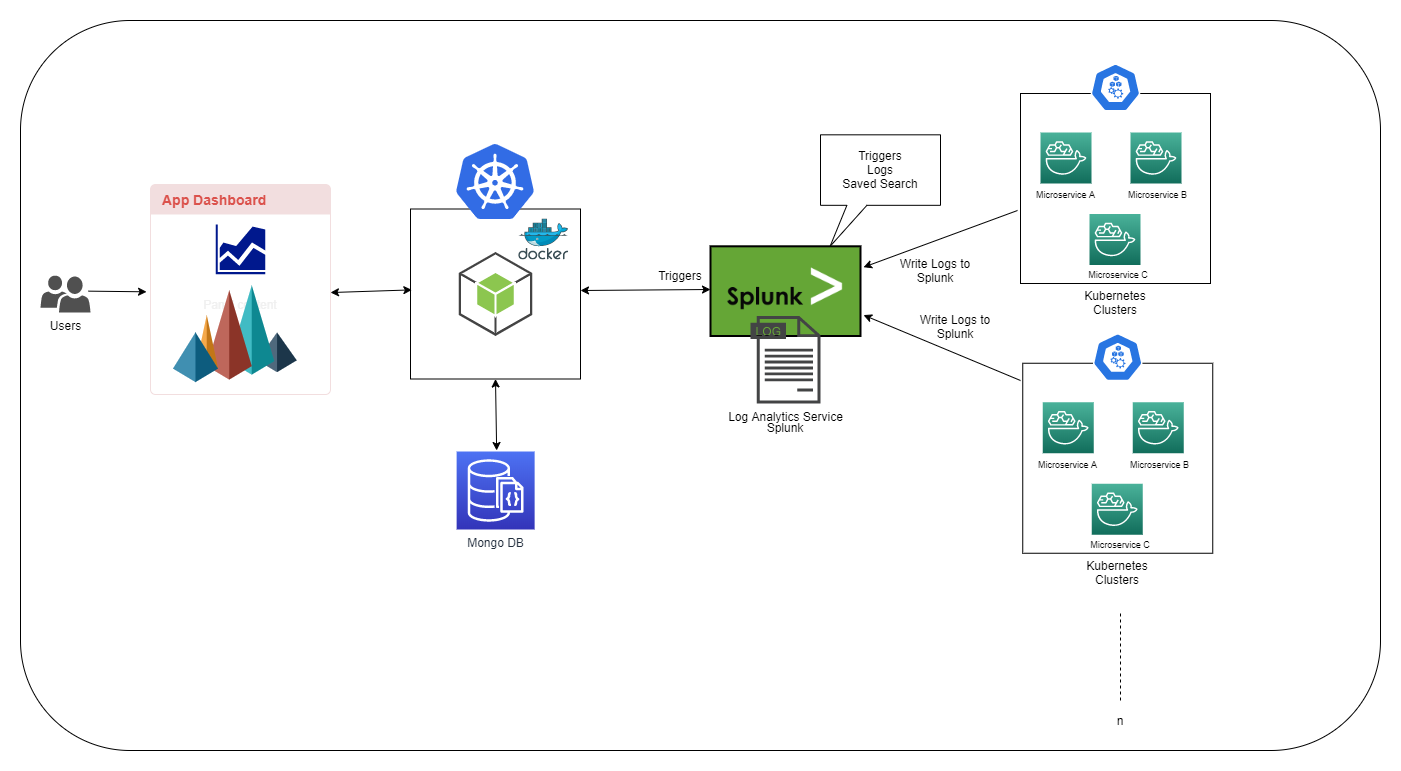 App Dashboard
Users
docker
Mongo DB
Triggers
Triggers
Logs
Saved Search
Splunk
LOG
Log Analytics Service
Splunk
Write Logs to
Splunk
Write Logs to
Splunk
Microservice A
Microservice B
Microservice C
Kubernetes
Clusters
Microservice A
Microservice B
Microservice C
Kubernetes
Clusters
n